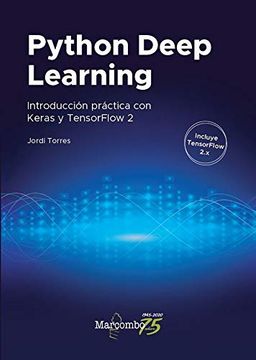 Python Deep
Learning
Introducción práctica con
Keras y TensorFlow 2
Jordi Torres
Incluye
TensorFlow
2.x
1945-2020
Marcombo 75